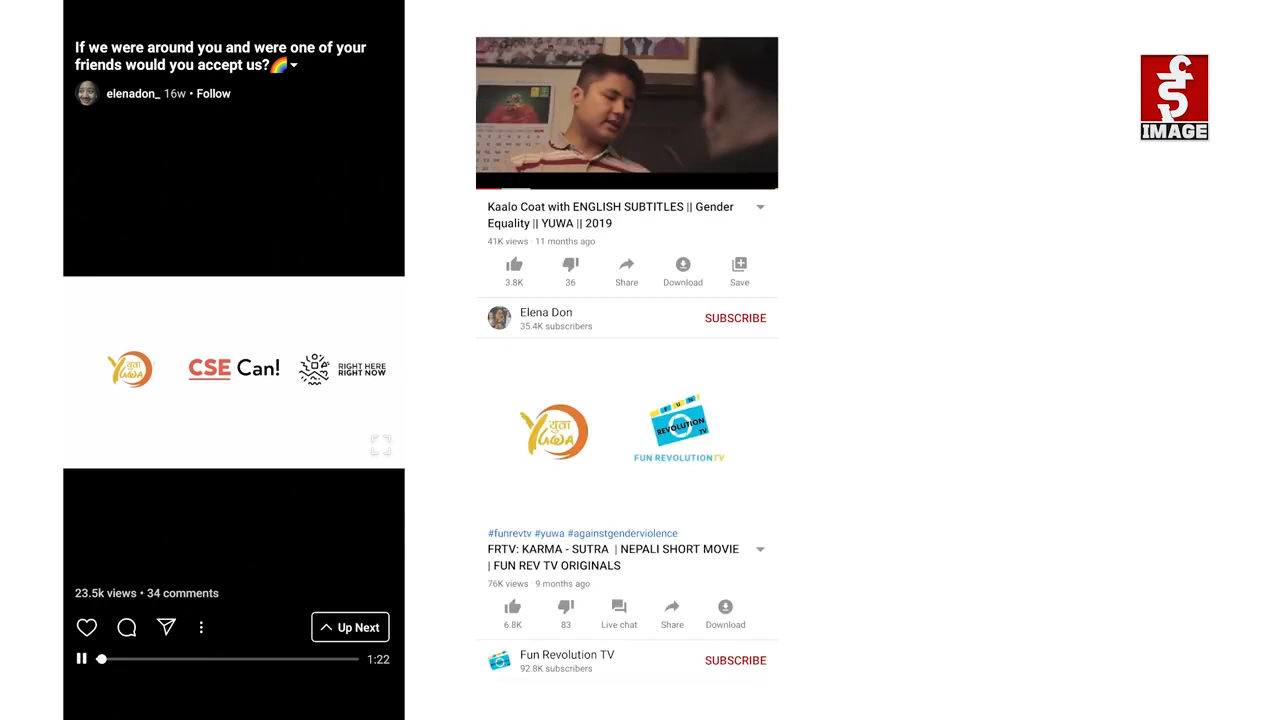 If we were around you and were one of your
friends would you accept us?🌈
elenadon_ 16w • Follow
युवा
YUWA
CSE Can!
RIGHT HERE
RIGHT NOW
23.5k views • 34 comments
Up Next
1:22
Kaalo Coat with ENGLISH SUBTITLES || Gender
Equality || YUWA || 2019
41K views · 11 months ago
3.8K
36
Share
Download
Save
Elena Don
35.4K subscribers
SUBSCRIBE
युवा
YUWA
FUN
REVOLUTION
TV
FUN REVOLUTIONTV
#funrevtv #yuwa #againstgenderviolence
FRTV: KARMA - SUTRA | NEPALI SHORT MOVIE
| FUN REV TV ORIGINALS
76K views · 9 months ago
6.8K
83
Live chat
Share
Download
Fun Revolution TV
92.8K subscribers
SUBSCRIBE
IMAGE